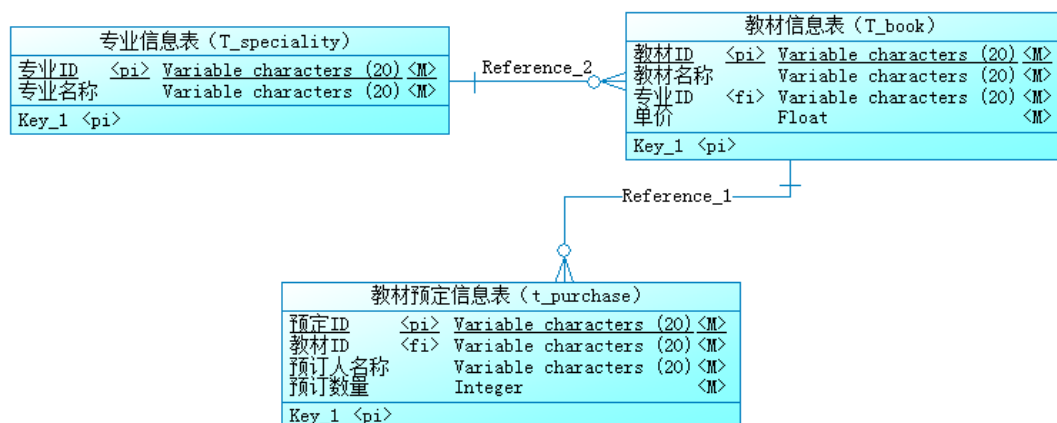 专业信息表（T_speciality）
专业ID <pi> Variable characters (20) <M>
专业名称 Variable characters (20) <M>
Key_1 <pi>
Reference_2
教材信息表（T_book）
教材ID <pi> Variable characters (20) <M>
教材名称 Variable characters (20) <M>
专业ID <fi> Variable characters (20) <M>
单价 Float <M>
Key_1 <pi>
Reference_1
教材预定信息表（t_purchase）
预定ID <pi> Variable characters (20) <M>
教材ID <fi> Variable characters (20) <M>
预订人名称 Variable characters (20) <M>
预订数量 Integer <M>
Key_1 <pi>